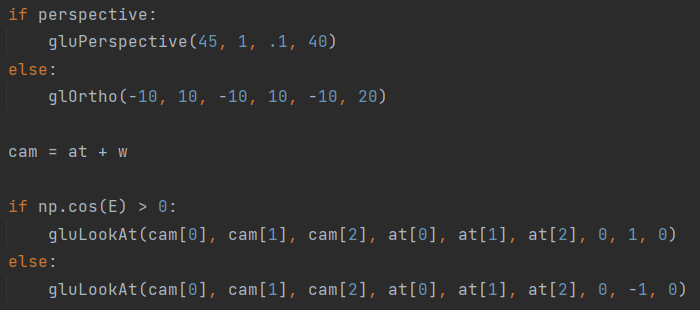 if perspective:
    gluPerspective(45, 1, .1, 40)
else:
    glOrtho(-10, 10, -10, 10, -10, 20)

cam = at + w

if np.cos(E) > 0:
    gluLookAt(cam[0], cam[1], cam[2], at[0], at[1], at[2], 0, 1, 0)
else:
    gluLookAt(cam[0], cam[1], cam[2], at[0], at[1], at[2], 0, -1, 0)